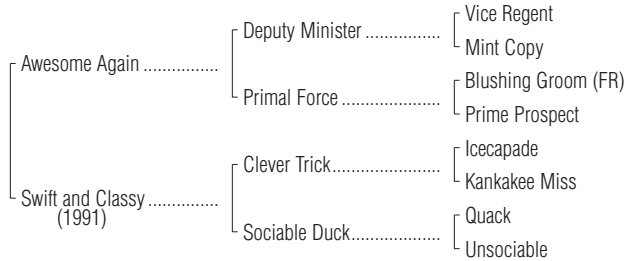 Vice Regent
Deputy Minister ..................
Mint Copy
Awesome Again ...............
Blushing Groom (FR)
Primal Force ....................
Prime Prospect
Icecapade
Clever Trick......................
Kankakee Miss
Swift and Classy ..............
(1991)
Quack
Sociable Duck..................
Unsociable